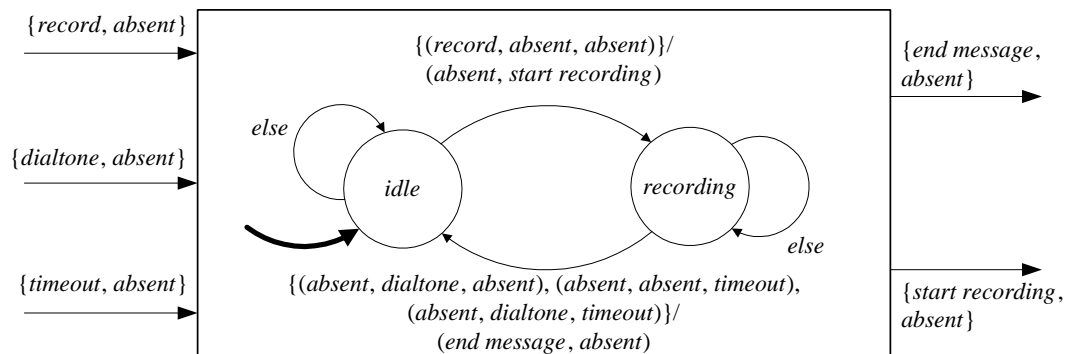 {record, absent}
{dialtone, absent}
{timeout, absent}
{(record, absent, absent)}/
(absent, start recording)
else
idle
recording
else
{(absent, dialtone, absent), (absent, absent, timeout),
(absent, dialtone, timeout)}/
(end message, absent)
{end message,
absent}
{start recording,
absent}